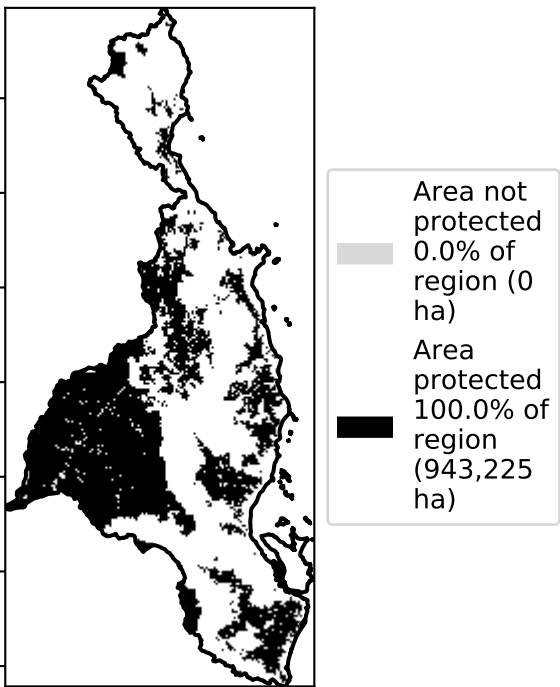 Area not
protected
0.0% of
region (0
ha)
Area
protected
100.0% of
region
(943,225
ha)